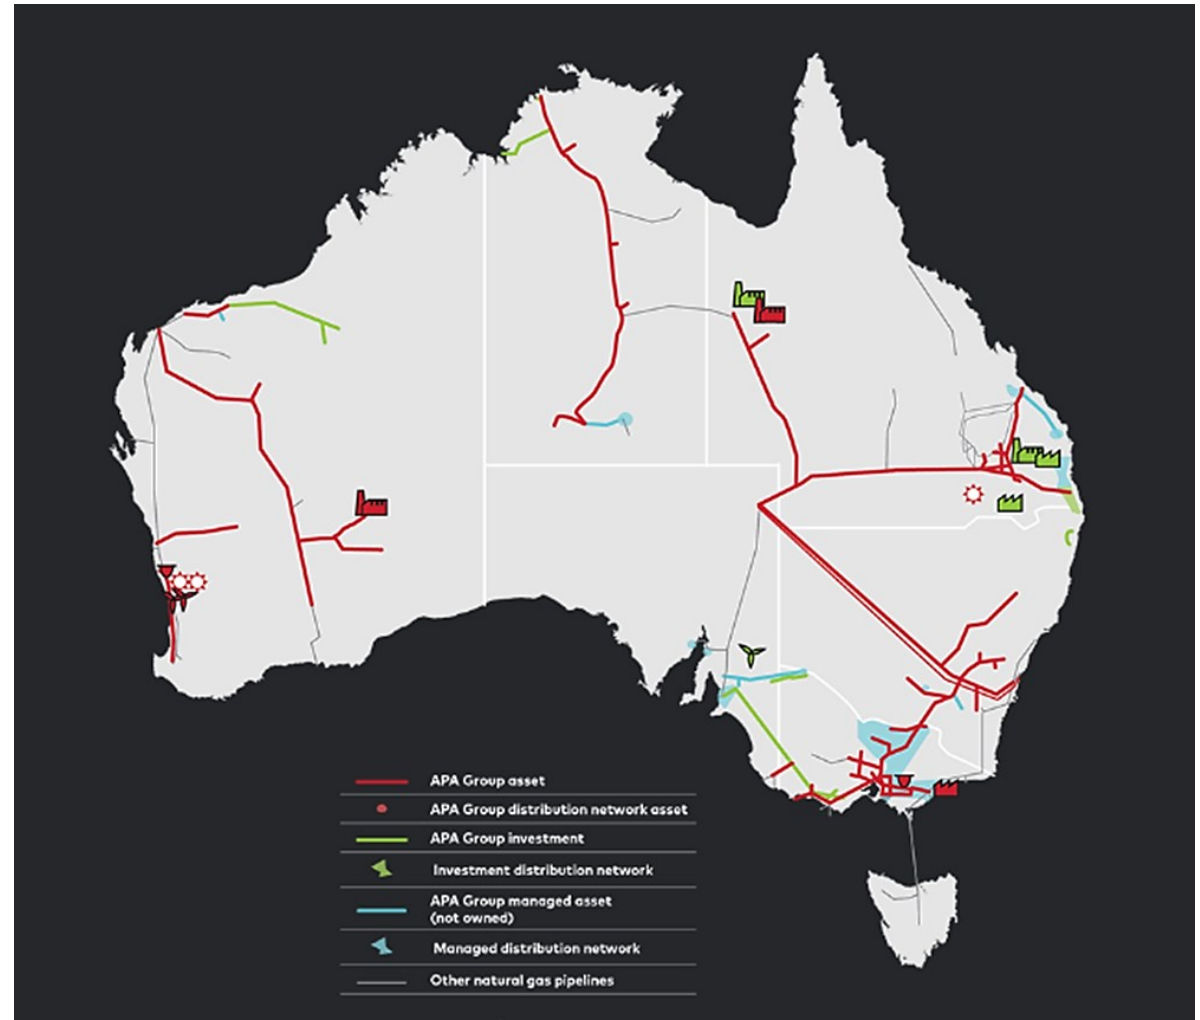 APA Group asset
APA Group distribution network asset
APA Group investment
Investment distribution network
APA Group managed asset
(not owned)
Managed distribution network
Other natural gas pipelines